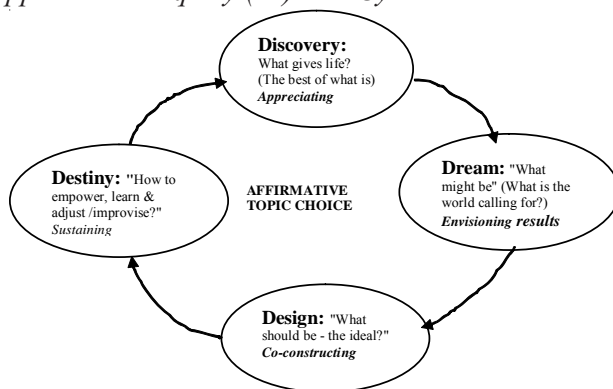 Discovery:
What gives life?
(The best of what is)
Appreciating
Dream: "What
might be" (What is the
world calling for?)
Envisioning results
Design: "What
should be - the ideal?"
Co-constructing
Destiny: "How to
empower, learn &
adjust /improvise?"
Sustaining
AFFIRMATIVE
TOPIC CHOICE